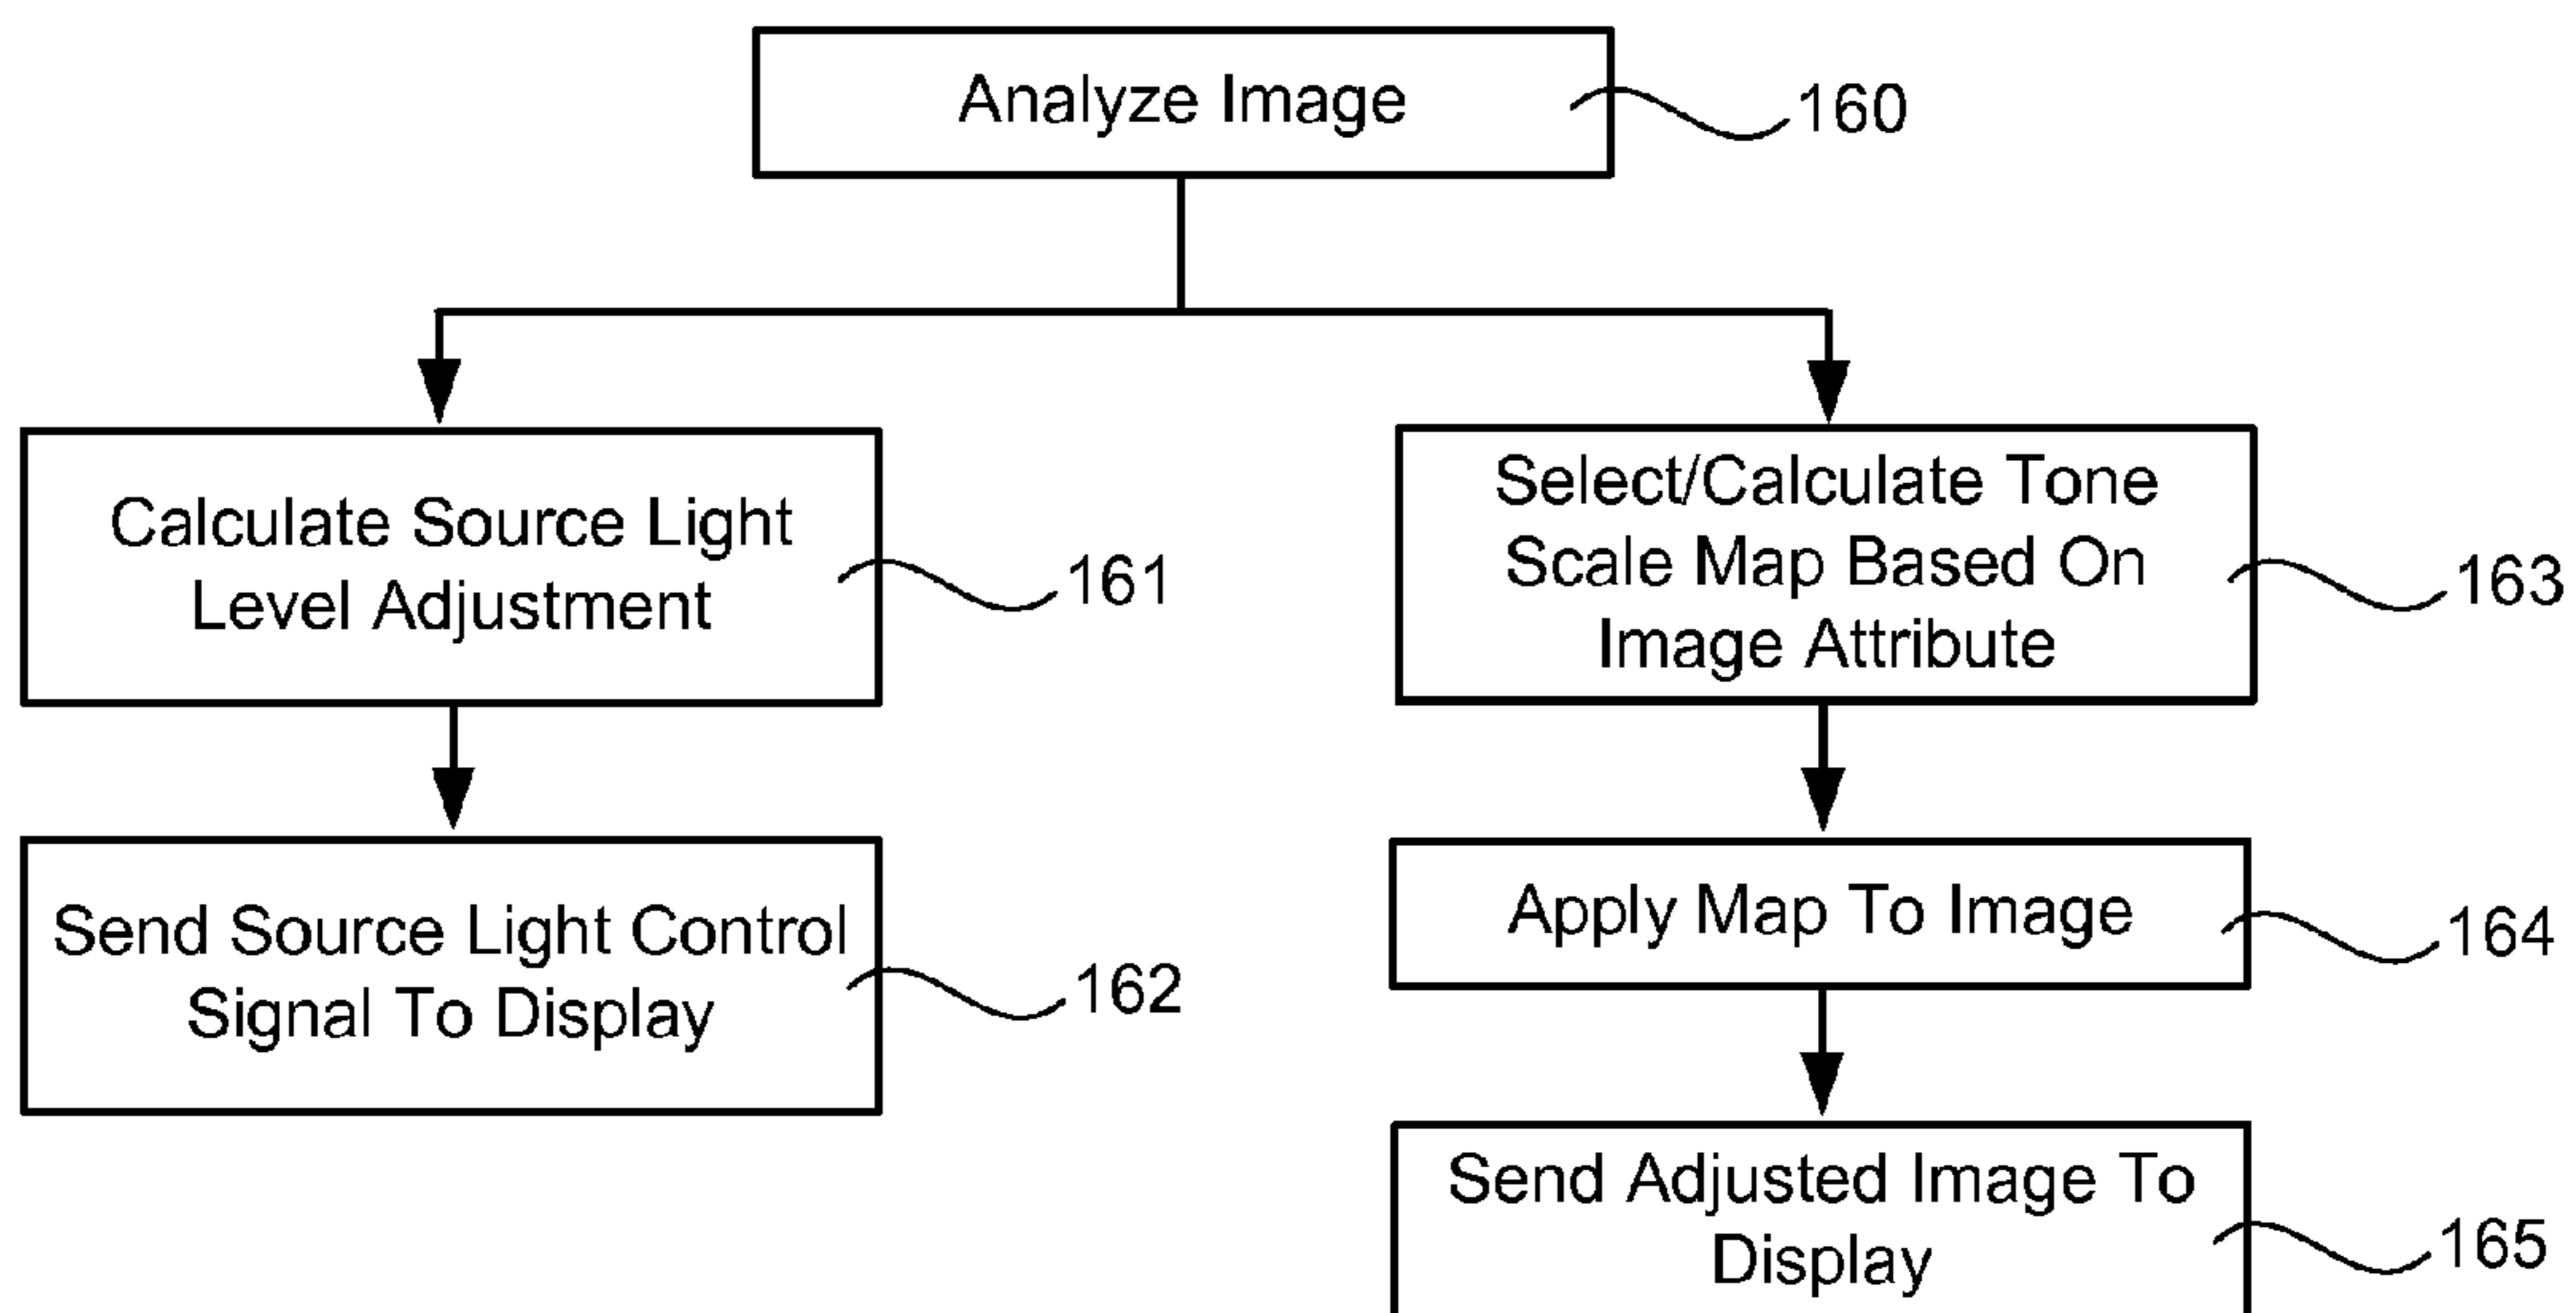 Analyze Image
160
Calculate Source Light
Level Adjustment
161
Send Source Light Control
Signal To Display
162
Select/Calculate Tone
Scale Map Based On
Image Attribute
163
Apply Map To Image
164
Send Adjusted Image To
Display
165